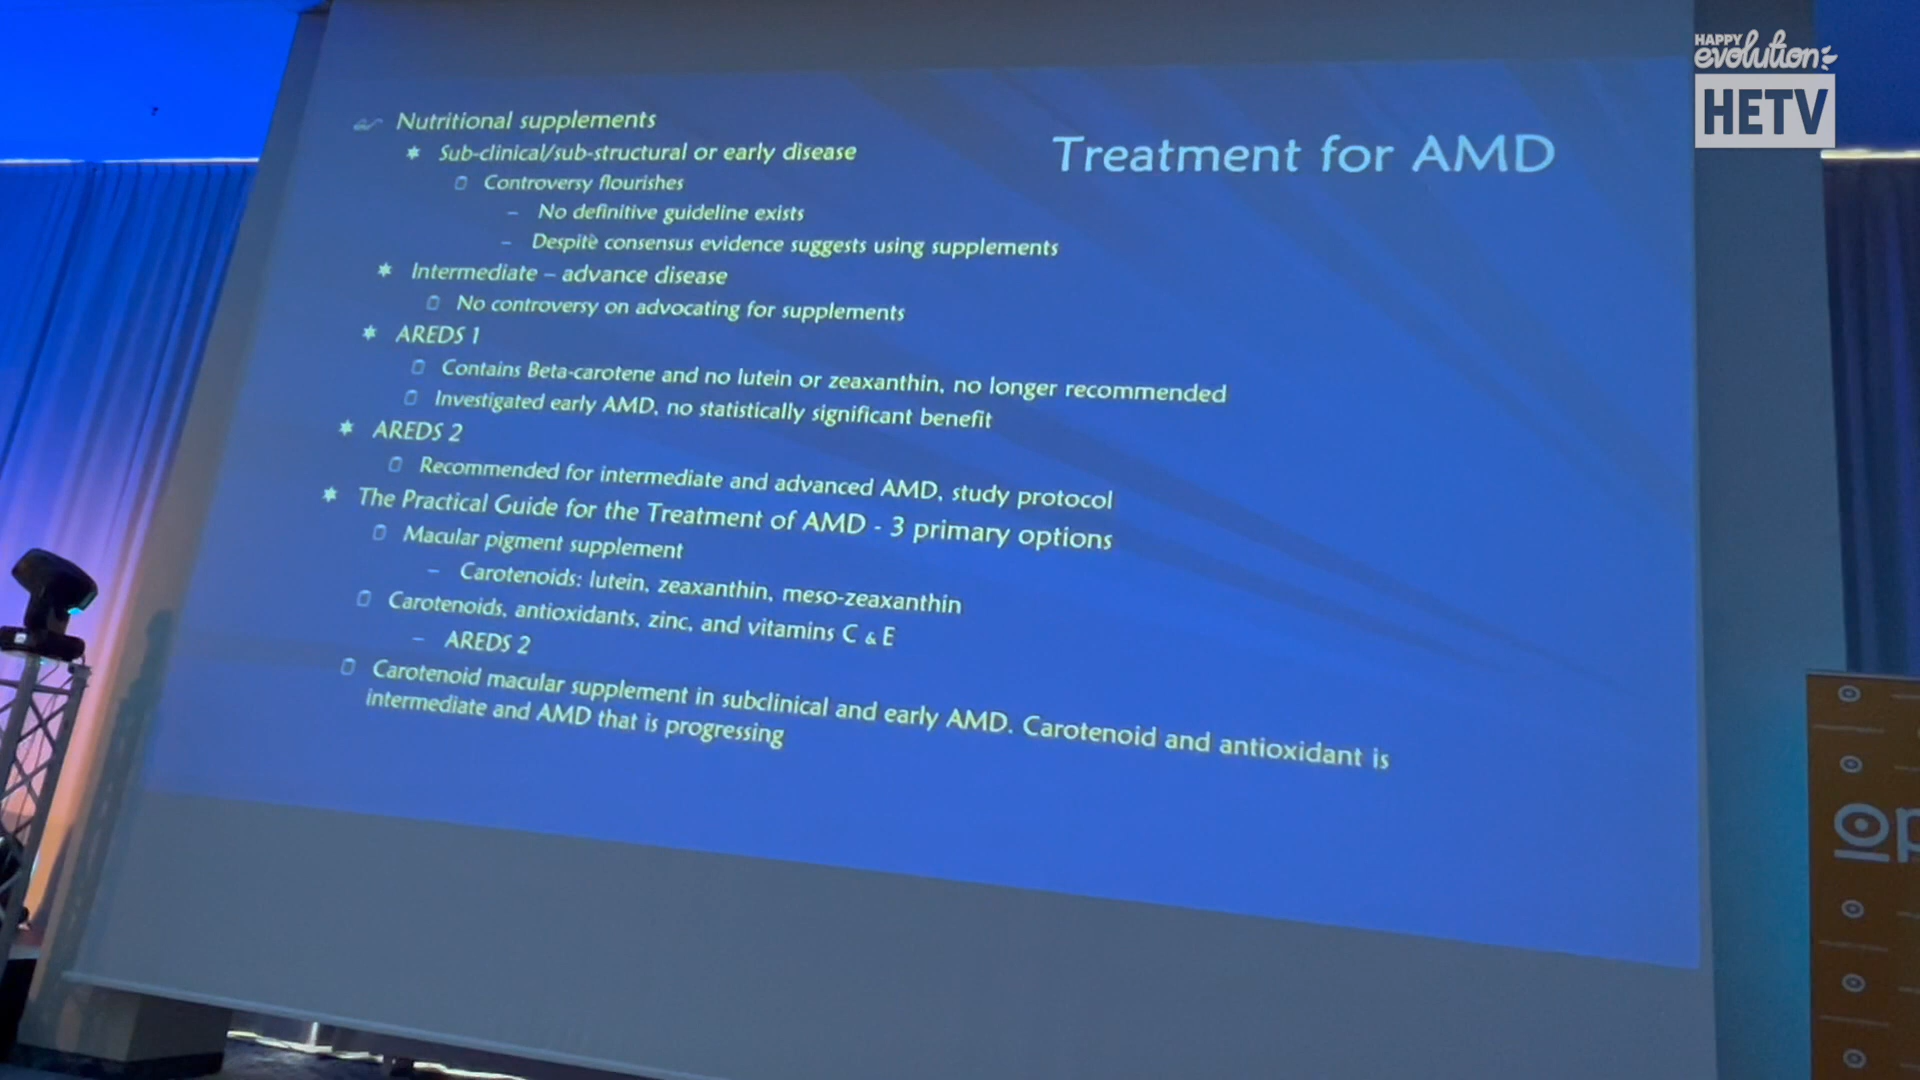 HAPPY
evolution
HETV
Treatment for AMD
Nutritional supplements
Sub-clinical/sub-structural or early disease
Controversy flourishes
– No definitive guideline exists
– Despite consensus evidence suggests using supplements
Intermediate – advance disease
No controversy on advocating for supplements
AREDS 1
Contains Beta-carotene and no lutein or zeaxanthin, no longer recommended
Investigated early AMD, no statistically significant benefit
AREDS 2
Recommended for intermediate and advanced AMD, study protocol
The Practical Guide for the Treatment of AMD - 3 primary options
Macular pigment supplement
– Carotenoids: lutein, zeaxanthin, meso-zeaxanthin
Carotenoids, antioxidants, zinc, and vitamins C & E
– AREDS 2
Carotenoid macular supplement in subclinical and early AMD. Carotenoid and antioxidant is
intermediate and AMD that is progressing